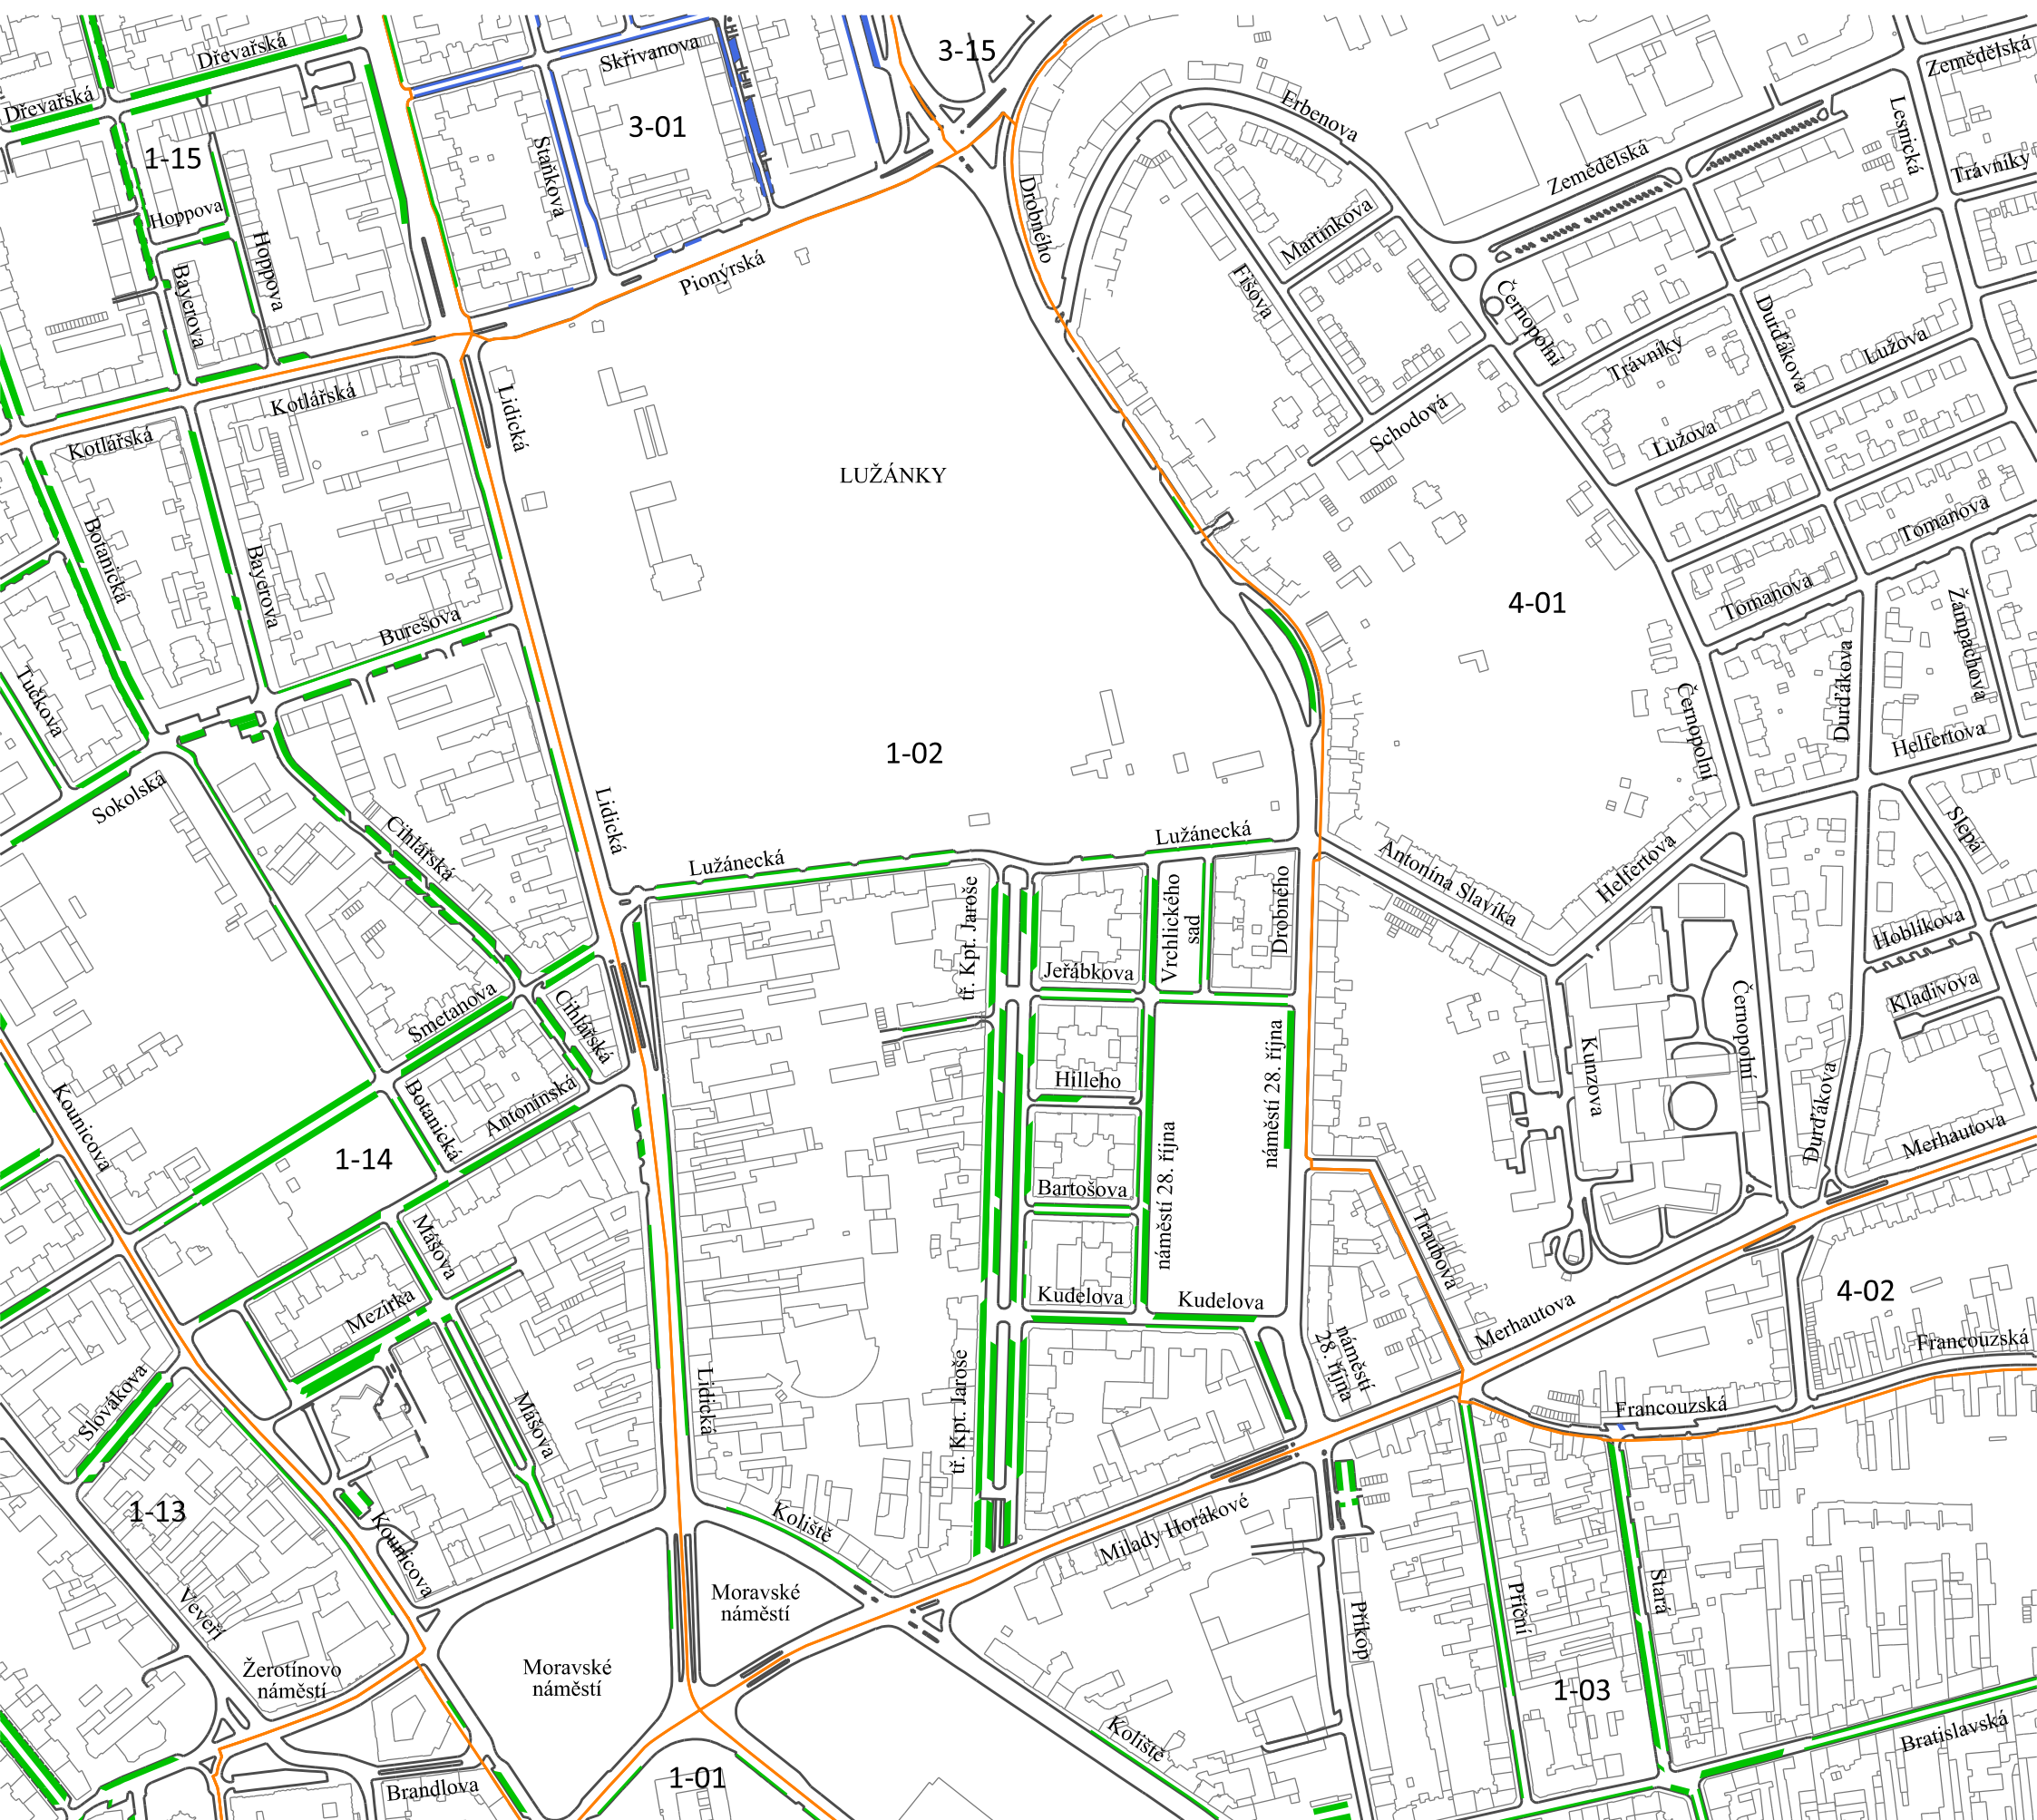 Dřevařská
Skřivanova
3-15
Zemědělská
Dřevařská
3-01
Erbenova
Lesnická
1-15
Staňkova
Zemědělská
Trávníky
Hoppova
Drobného
Martinkova
Hoppova
Bayerova
Pionýrská
Fišova
Černopolní
Durďákova
Trávníky
Lužova
Kotlářská
Lidická
Schodová
Kotlářská
LUŽÁNKY
Lužova
Botanická
Bayerova
Tomanova
Burešova
4-01
Tomanova
Žampachova
Tučkova
Durďákova
Černopolní
1-02
Helfertova
Sokolská
Cihlářská
Lidická
Lužánecká
Lužánecká
Slepá
Antonína Slavíka
Helfertova
tř. Kpt. Jaroše
Jeřábkova
Vrchlického
sad
Drobného
Hoblíkova
Smetanova
Cihlářská
Kladivova
Černopolní
Kounicova
Botanická
Antonínská
Hilleho
náměstí 28. října
Kunzova
Durďákova
Merhautova
1-14
Bartošova
náměstí 28. října
Mášova
Traubova
Mezírka
Kudelova
Kudelova
Merhautova
4-02
náměstí
28. října
Francouzská
Slovákova
Mášova
Lidická
tř. Kpt. Jaroše
Francouzská
1-13
Kounicova
Koliště
Milady Horákové
Veveří
Moravské
náměstí
Příkop
Příční
Stará
Žerotínovo
náměstí
Moravské
náměstí
1-03
Koliště
Bratislavská
Brandlova
1-01